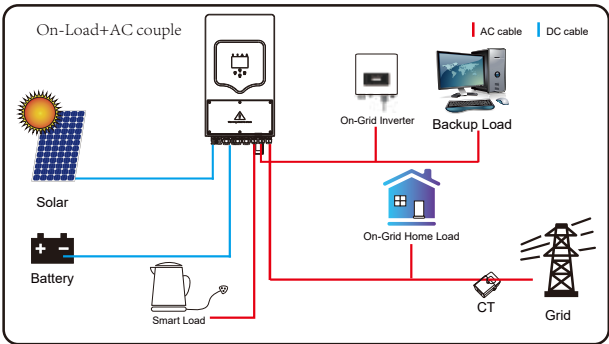 On-Load+AC couple
AC cable
DC cable
On-Grid Inverter
Backup Load
Solar
On-Grid Home Load
Battery
Smart Load
CT
Grid